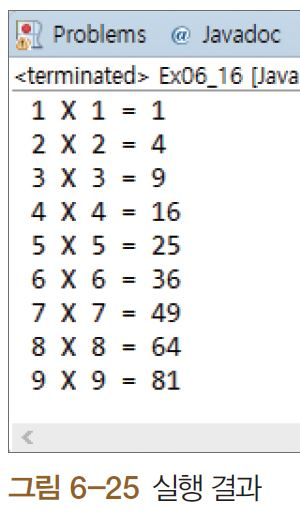 Problems @ Javadoc
<terminated> Ex06_16 [Java
1 X 1 = 1
2 X 2 = 4
3 X 3 = 9
4 X 4 = 16
5 X 5 = 25
6 X 6 = 36
7 X 7 = 49
8 X 8 = 64
9 X 9 = 81
그림 6-25 실행 결과